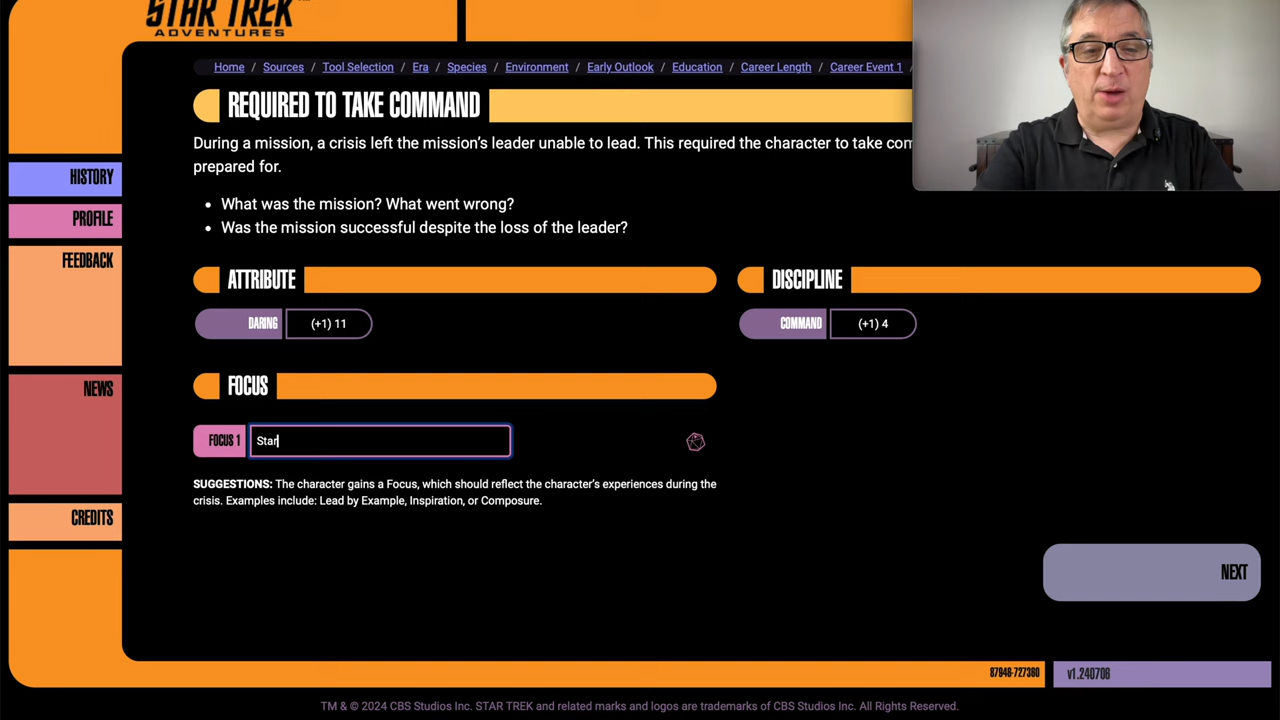 STAR TREK
ADVENTURES
Home / Sources / Tool Selection / Era / Species / Environment / Early Outlook / Education / Career Length / Career Event 1 /
REQUIRED TO TAKE COMMAND
During a mission, a crisis left the mission's leader unable to lead. This required the character to take com
prepared for.
• What was the mission? What went wrong?
• Was the mission successful despite the loss of the leader?
HISTORY
PROFILE
FEEDBACK
NEWS
CREDITS
ATTRIBUTE
DARING (+1) 11
DISCIPLINE
COMMAND (+1) 4
FOCUS
FOCUS 1 Star
SUGGESTIONS: The character gains a Focus, which should reflect the character's experiences during the
crisis. Examples include: Lead by Example, Inspiration, or Composure.
NEXT
87948-727360
v1.240706
TM & © 2024 CBS Studios Inc. STAR TREK and related marks and logos are trademarks of CBS Studios Inc. All Rights Reserved.